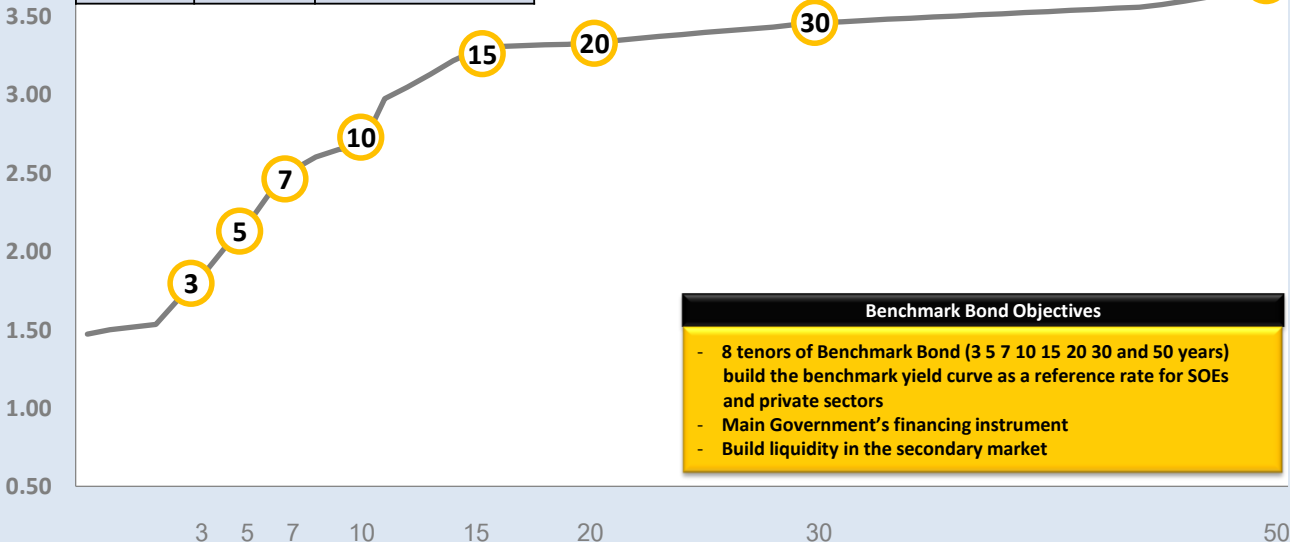 3.50
3.00
2.50
2.00
1.50
1.00
0.50
30
20
15
10
7
5
3
Benchmark Bond Objectives
- 8 tenors of Benchmark Bond (3 5 7 10 15 20 30 and 50 years)
build the benchmark yield curve as a reference rate for SOEs
and private sectors
- Main Government’s financing instrument
- Build liquidity in the secondary market
3 5 7 10 15 20 30 50